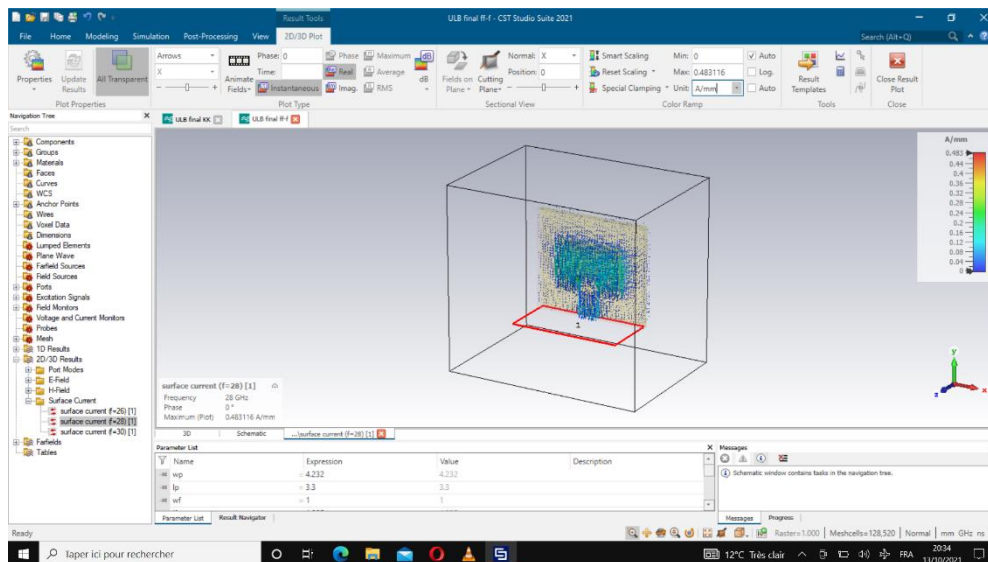 Result Tools
ULB final ff-f - CST Studio Suite 2021
File Home Modeling Simulation Post-Processing View 2D/3D Plot
Search (Alt+Q)
Properties
Update Results
All Transparent
Plot Properties
Arrows
X
Animate Fields
Phase: 0
Time:
Instantaneous
Phase Maximum
Real Average
Imag. RMS
dB
dB
Plot Type
Fields on Plane
Cutting Plane
Normal: X
Position: 0
Sectional View
Smart Scaling
Reset Scaling
Special Clamping
Min: 0
Max: 0.483116
Unit: A/mm
Auto
Log.
Auto
Color Ramp
Result Templates
Tools
Close Result Plot
Close
Navigation Tree
Search
Components
Groups
Materials
Faces
Curves
WCS
Anchor Points
Wires
Voxel Data
Dimensions
Lumped Elements
Plane Wave
Farfield Sources
Field Sources
Ports
Excitation Signals
Field Monitors
Voltage and Current Monitors
Probes
Mesh
1D Results
2D/3D Results
Port Modes
E-Field
H-Field
Surface Current
surface current (f=26) [1]
surface current (f=28) [1]
surface current (f=30) [1]
Farfields
Tables
ULB final KK
ULB final ff-f
1
A/mm
0.483
0.44
0.4
0.36
0.32
0.28
0.24
0.2
0.16
0.12
0.08
0.04
0
y
x
z
surface current (f=28) [1]
Frequency 28 GHz
Phase 0 °
Maximum (Plot) 0.483116 A/mm
3D Schematic ...\surface current (f=28) [1]
Parameter List
Name Expression Value Description
wp = 4.232 4.232
lp = 3.3 3.3
wf = 1 1
Parameter List Result Navigator
Messages
Schematic window contains tasks in the navigation tree.
Messages Progress
Ready
Raster=1.000 Meshcells=128,520 Normal mm GHz ns
Taper ici pour rechercher
12°C Très clair
FRA
20:34
13/10/2021